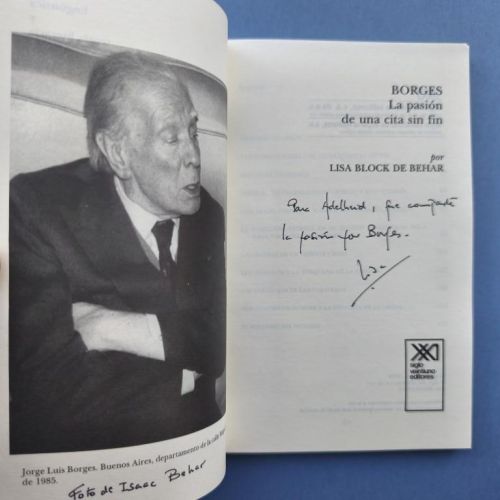 Jorge Luis Borges. Buenos Aires, departamento de la calle
de 1985.
Foto de Isaac Behar
BORGES
La pasión
de una cita sin fin
por
LISA BLOCK DE BEHAR
Para Adelheid, que comparte
la pasión por Borges.
Lisa
siglo
veintiuno
editores